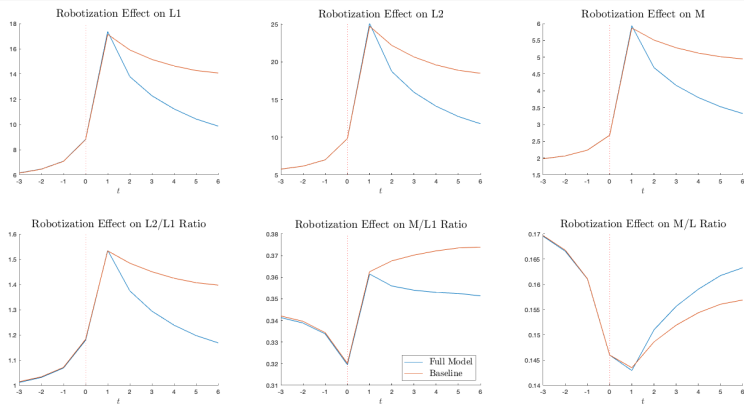 Robotization Effect on L1
18
16
14
12
10
8
6
-3 -2 -1 0 1 2 3 4 5 6
t
Robotization Effect on L2
25
20
15
10
5
-3 -2 -1 0 1 2 3 4 5 6
t
Robotization Effect on M
6
5.5
5
4.5
4
3.5
3
2.5
2
1.5
-3 -2 -1 0 1 2 3 4 5 6
t
Robotization Effect on L2/L1 Ratio
1.6
1.5
1.4
1.3
1.2
1.1
1
-3 -2 -1 0 1 2 3 4 5 6
t
Robotization Effect on M/L1 Ratio
0.38
0.37
0.36
0.35
0.34
0.33
0.32
0.31
-3 -2 -1 0 1 2 3 4 5 6
t
Full Model
Baseline
Robotization Effect on M/L Ratio
0.17
0.165
0.16
0.155
0.15
0.145
0.14
-3 -2 -1 0 1 2 3 4 5 6
t